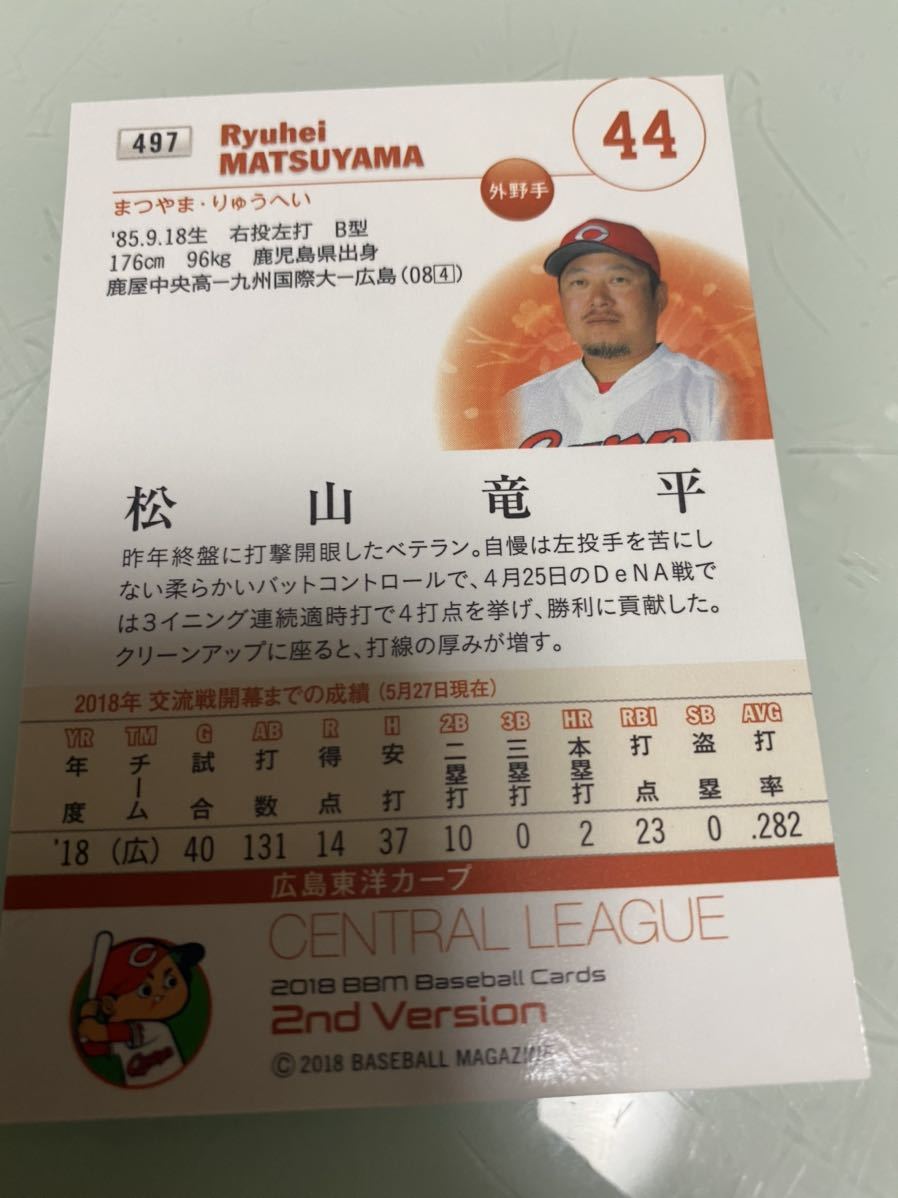 497
Ryuhei
MATSUYAMA
44
まつやま・りゅうへい
外野手
'85.9.18生 右投左打 B型
176cm 96kg 鹿児島県出身
鹿屋中央高ー九州国際大ー広島(08④)
Carp
松山竜平
昨年終盤に打撃開眼したベテラン。自慢は左投手を苦にし
ない柔らかいバットコントロールで、4月25日のDeNA戦で
は3イニング連続適時打で4打点を挙げ、勝利に貢献した。
クリーンアップに座ると、打線の厚みが増す。
2018年 交流戦開幕までの成績(5月27日現在)
YR TM G AB R H 2B 3B HR RBI SB AVG
年度 チーム 試合 打数 得点 安打 二塁打 三塁打 本塁打 打点 盗塁 打率
'18 (広) 40 131 14 37 10 0 2 23 0 .282
広島東洋カープ
CENTRAL LEAGUE
2018 BBM Baseball Cards
2nd Version
©2018 BASEBALL MAGAZINE
C
Carp